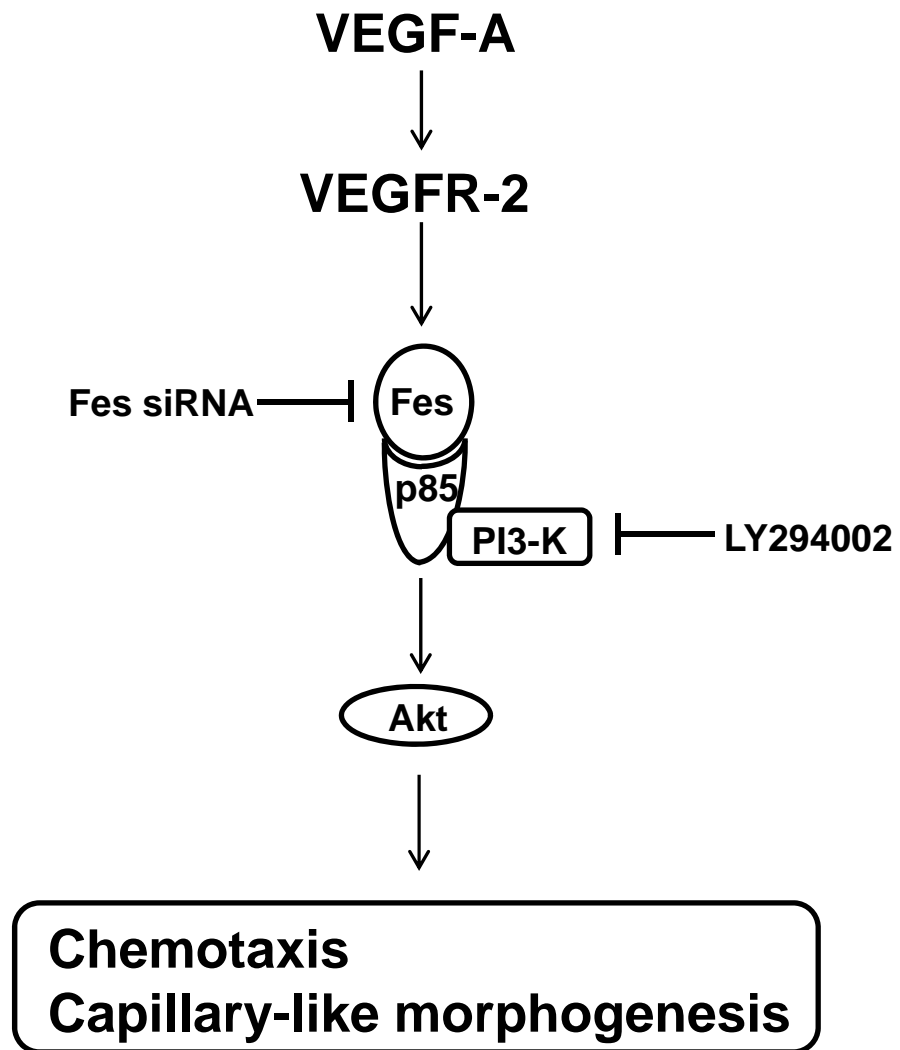 VEGF-A
VEGFR-2
Fes siRNA
Fes
p85
PI3-K
LY294002
Akt
Chemotaxis
Capillary-like morphogenesis